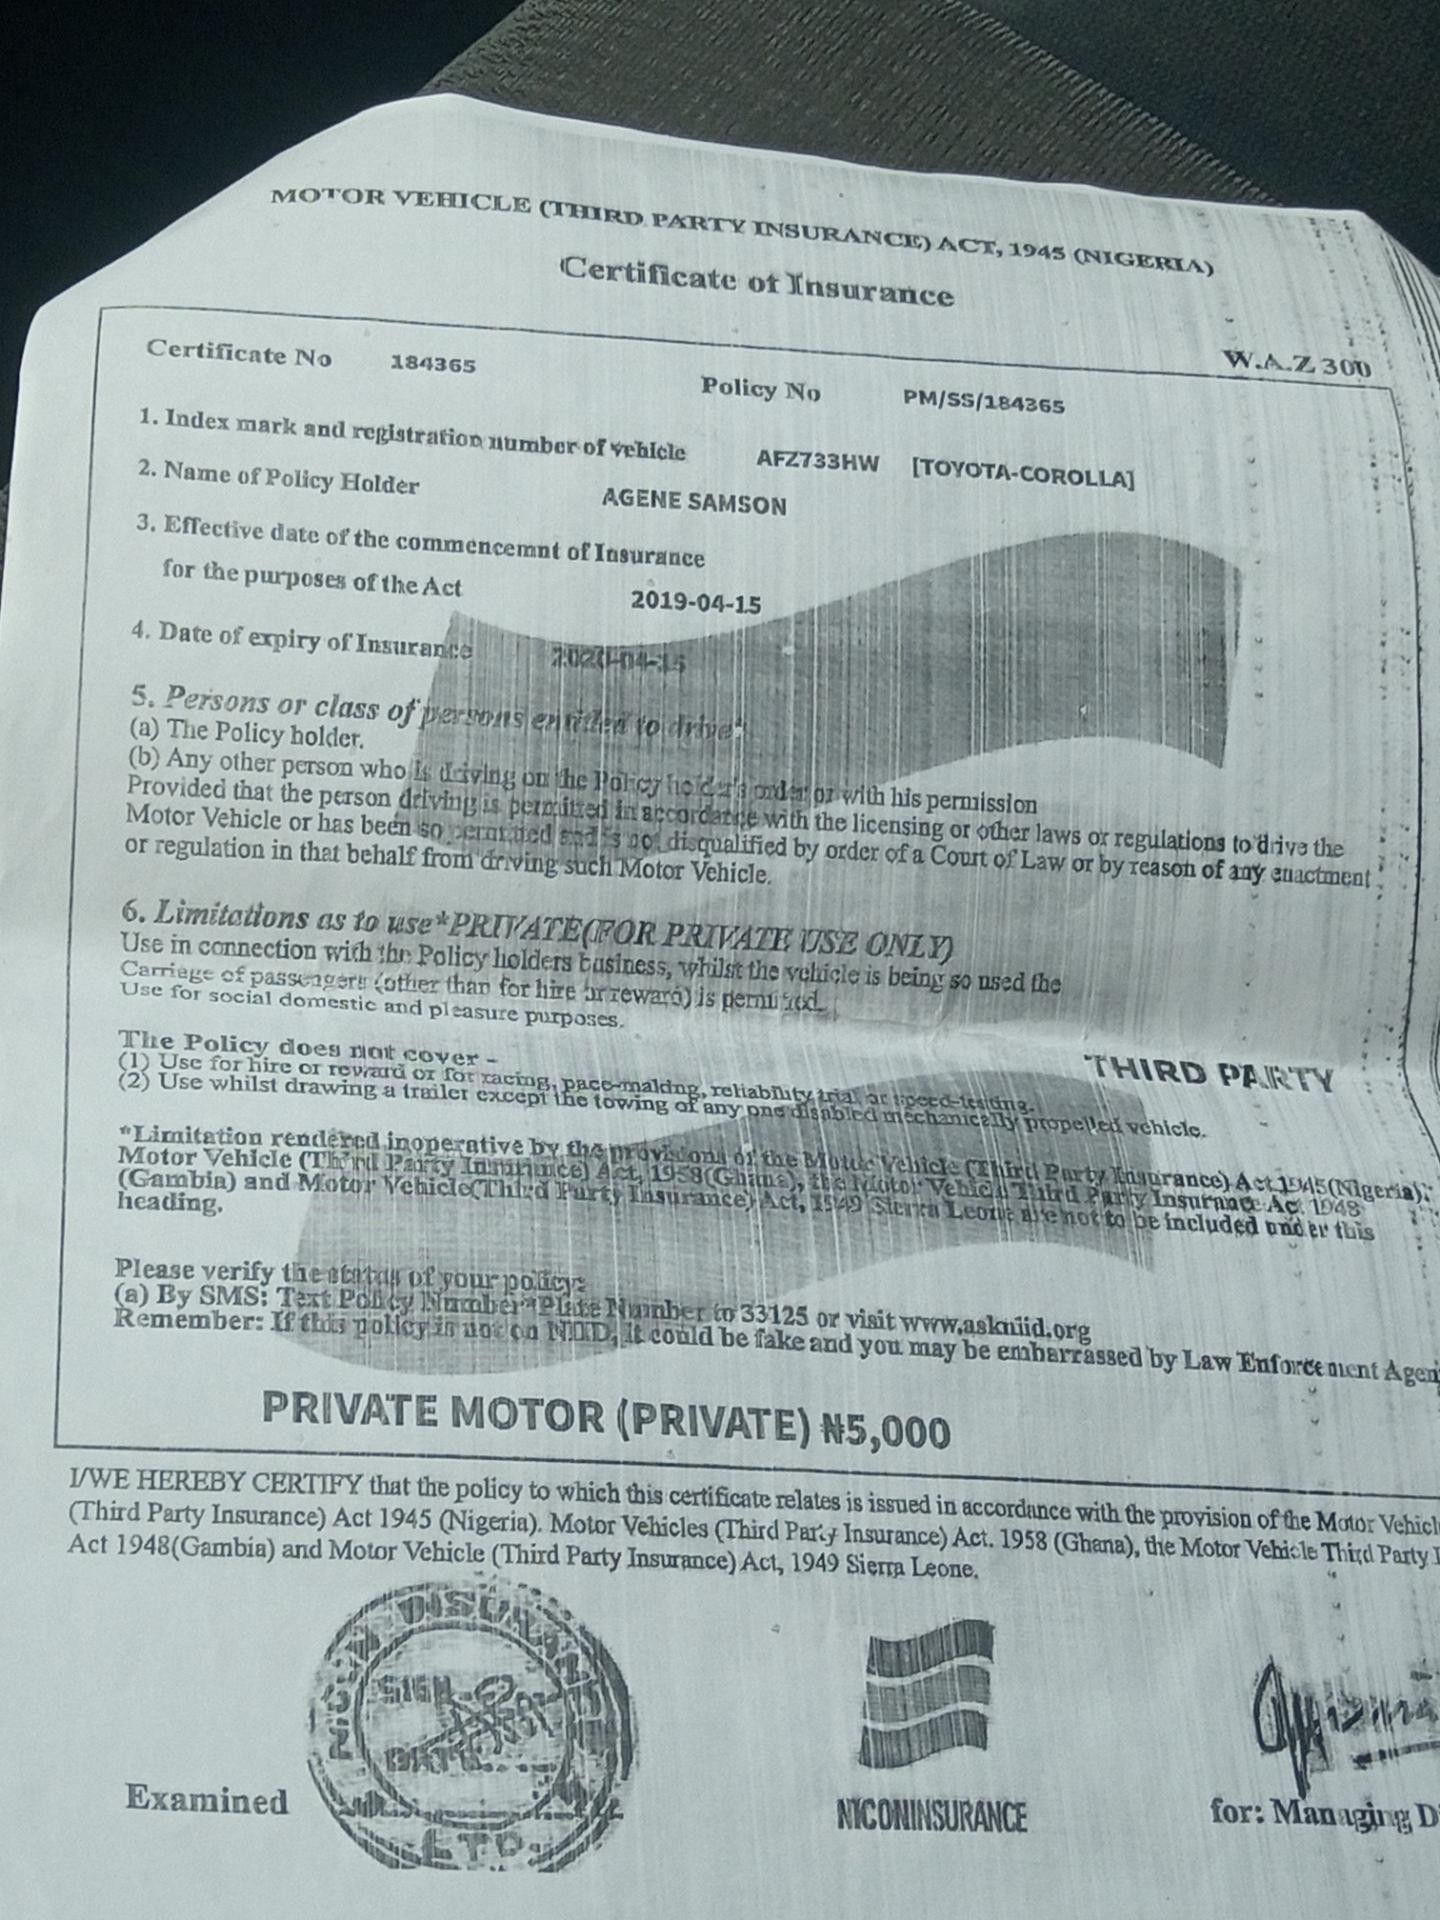 MOTOR VEHICLE (THIRD PARTY INSURANCE) ACT, 1945 (NIGERIA)
Certificate of Insurance
W.A.Z 300
Certificate No 184365 Policy No PM/SS/184365
1. Index mark and registration number of vehicle AFZ733HW [TOYOTA-COROLLA]
2. Name of Policy Holder AGENE SAMSON
3. Effective date of the commencemnt of Insurance
for the purposes of the Act 2019-04-15
4. Date of expiry of Insurance 2020-04-15
5. Persons or class of persons entitled to drive*
(a) The Policy holder.
(b) Any other person who is driving on the Policy holder's order or with his permission
Provided that the person driving is permitted in accordance with the licensing or other laws or regulations to drive the
Motor Vehicle or has been so permitted and is not disqualified by order of a Court of Law or by reason of any enactment
or regulation in that behalf from driving such Motor Vehicle.
6. Limitations as to use*PRIVATE(FOR PRIVATE USE ONLY)
Use in connection with the Policy holders business, whilst the vehicle is being so used the
Carriage of passengers (other than for hire or reward) is permitted.
Use for social domestic and pleasure purposes.
The Policy does not cover -
THIRD PARTY
(1) Use for hire or reward or for racing, pace-making, reliability trial or speed-testing.
(2) Use whilst drawing a trailer except the towing of any one disabled mechanically propelled vehicle.
*Limitation rendered inoperative by the provisions of the Motor Vehicle (Third Party Insurance) Act 1945(Nigeria).
Motor Vehicle (Third Party Insurance) Act, 1958(Ghana), the Motor Vehicle Third Party Insurance Act 1948
(Gambia) and Motor Vehicle(Third Party Insurance) Act, 1949 Sierra Leone are not to be included under this
heading.
Please verify the status of your policy:
(a) By SMS: Text Policy Number*Plate Number to 33125 or visit www.askniid.org
Remember: If this policy is not on NIID, it could be fake and you may be embarrassed by Law Enforcement Agen
PRIVATE MOTOR (PRIVATE) ₦5,000
I/WE HEREBY CERTIFY that the policy to which this certificate relates is issued in accordance with the provision of the Motor Vehicl
(Third Party Insurance) Act 1945 (Nigeria). Motor Vehicles (Third Party Insurance) Act. 1958 (Ghana), the Motor Vehicle Third Party I
Act 1948(Gambia) and Motor Vehicle (Third Party Insurance) Act, 1949 Sierra Leone.
SIGN
DATE
LTD.
Examined
NICONINSURANCE
for: Managing D